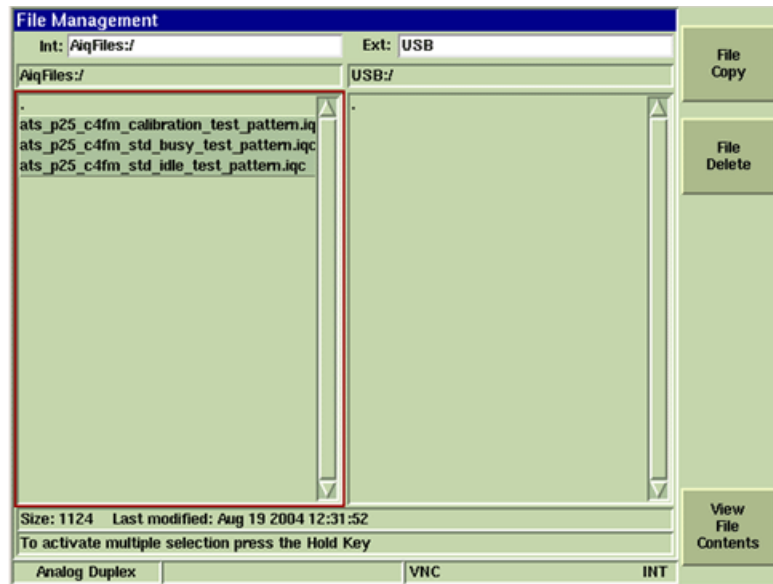 File Management
Int: AiqFiles:/ Ext: USB
AiqFiles:/ USB:/
. .
ats_p25_c4fm_calibration_test_pattern.iq
ats_p25_c4fm_std_busy_test_pattern.iqc
ats_p25_c4fm_std_idle_test_pattern.iqc
Size: 1124 Last modified: Aug 19 2004 12:31:52
To activate multiple selection press the Hold Key
Analog Duplex VNC INT
File
Copy
File
Delete
View
File
Contents